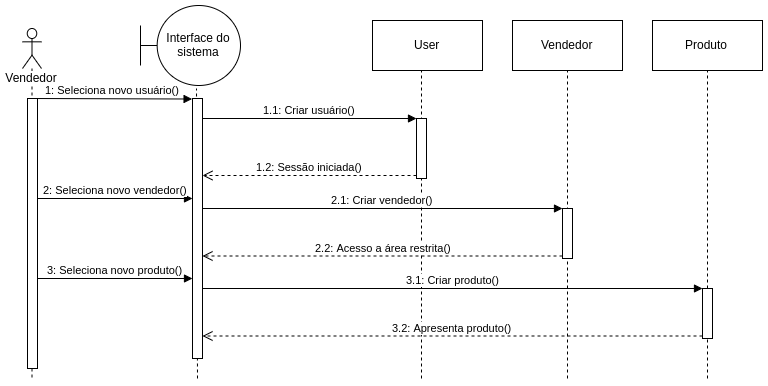 Interface do
sistema
User
Vendedor
Produto
Vendedor
1: Seleciona novo usuário()
1.1: Criar usuário()
1.2: Sessão iniciada()
2: Seleciona novo vendedor()
2.1: Criar vendedor()
2.2: Acesso a área restrita()
3: Seleciona novo produto()
3.1: Criar produto()
3.2: Apresenta produto()